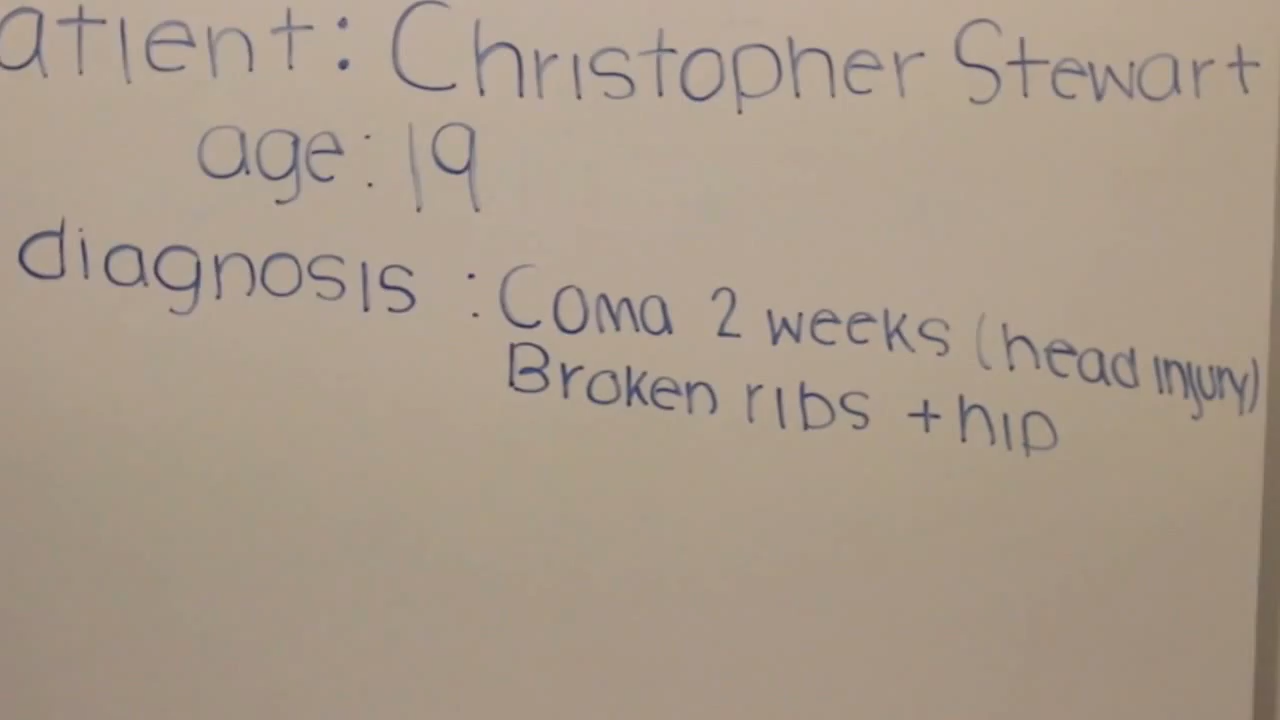 atient: Christopher Stewart
age: 19
diagnosis : Coma 2 weeks (head injury)
Broken ribs + hip